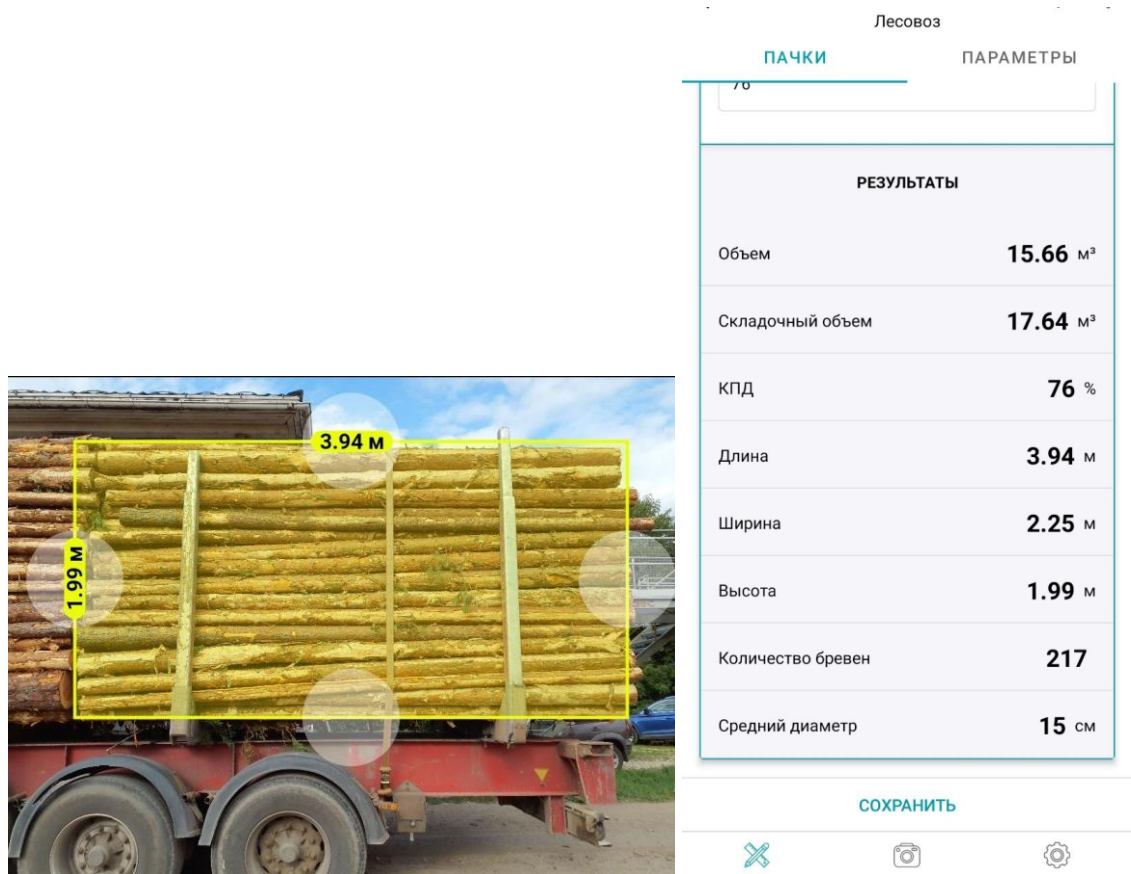 3.94 м
1.99 м
Лесовоз
ПАЧКИ
ПАРАМЕТРЫ
76
РЕЗУЛЬТАТЫ
Объем 15.66 м³
Складочный объем 17.64 м³
КПД 76 %
Длина 3.94 м
Ширина 2.25 м
Высота 1.99 м
Количество бревен 217
Средний диаметр 15 см
СОХРАНИТЬ